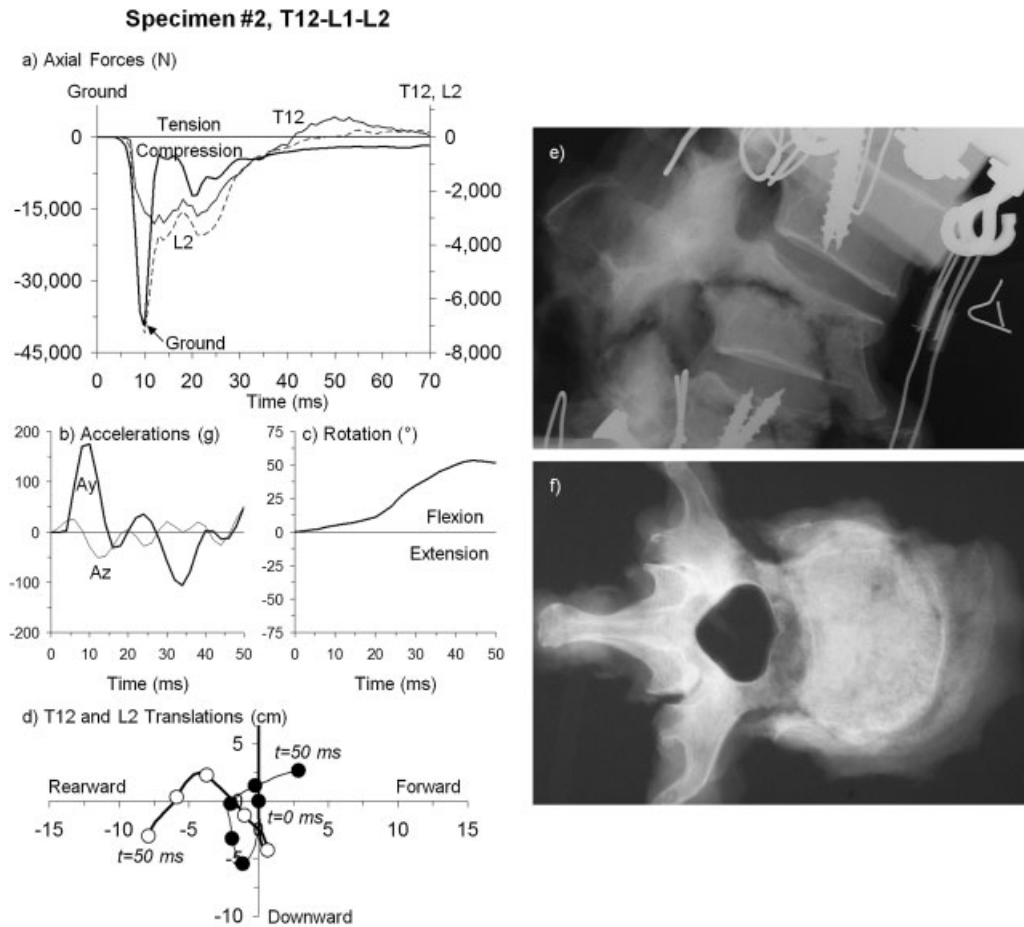 Specimen #2, T12-L1-L2
a) Axial Forces (N)
Ground T12, L2
Tension T12
Compression
L2
Ground
0
-15,000
-30,000
-45,000
0
-2,000
-4,000
-6,000
-8,000
0 10 20 30 40 50 60 70
Time (ms)
b) Accelerations (g)
200
100
0
-100
-200
Ay
Az
0 10 20 30 40 50
Time (ms)
c) Rotation (°)
75
50
25
0
-25
-50
-75
Flexion
Extension
0 10 20 30 40 50
Time (ms)
d) T12 and L2 Translations (cm)
5
t=50 ms
Rearward Forward
0
t=0 ms
-15 -10 -5 0 5 10 15
t=50 ms
-5
-10
Downward
e)
f)